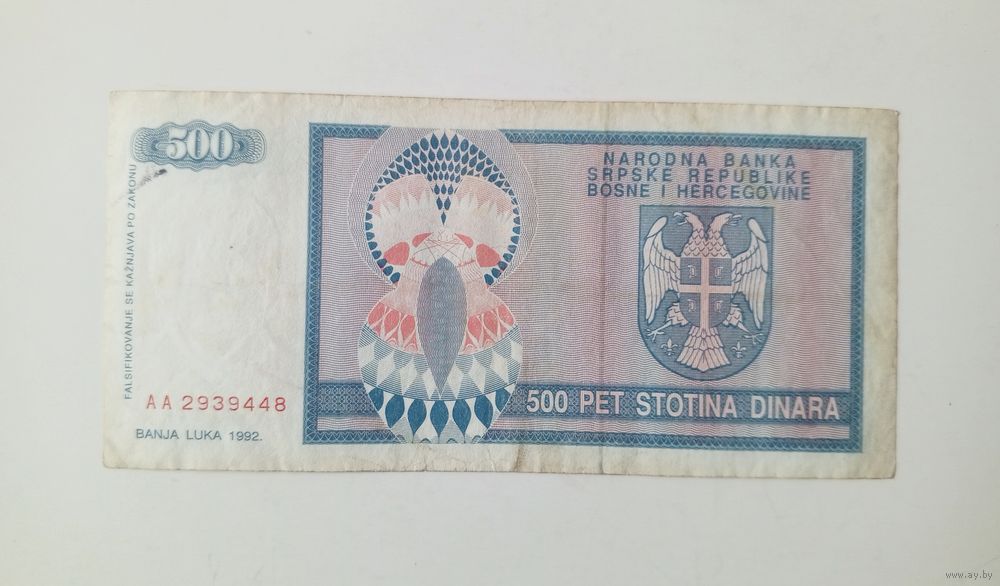 500
FALSIFIKOVANJE SE KAŽNJAVA PO ZAKONU
NARODNA BANKA
SRPSKE REPUBLIKE
BOSNE I HERCEGOVINE
AA 2939448
500 PET STOTINA DINARA
BANJA LUKA 1992.
www.ay.by